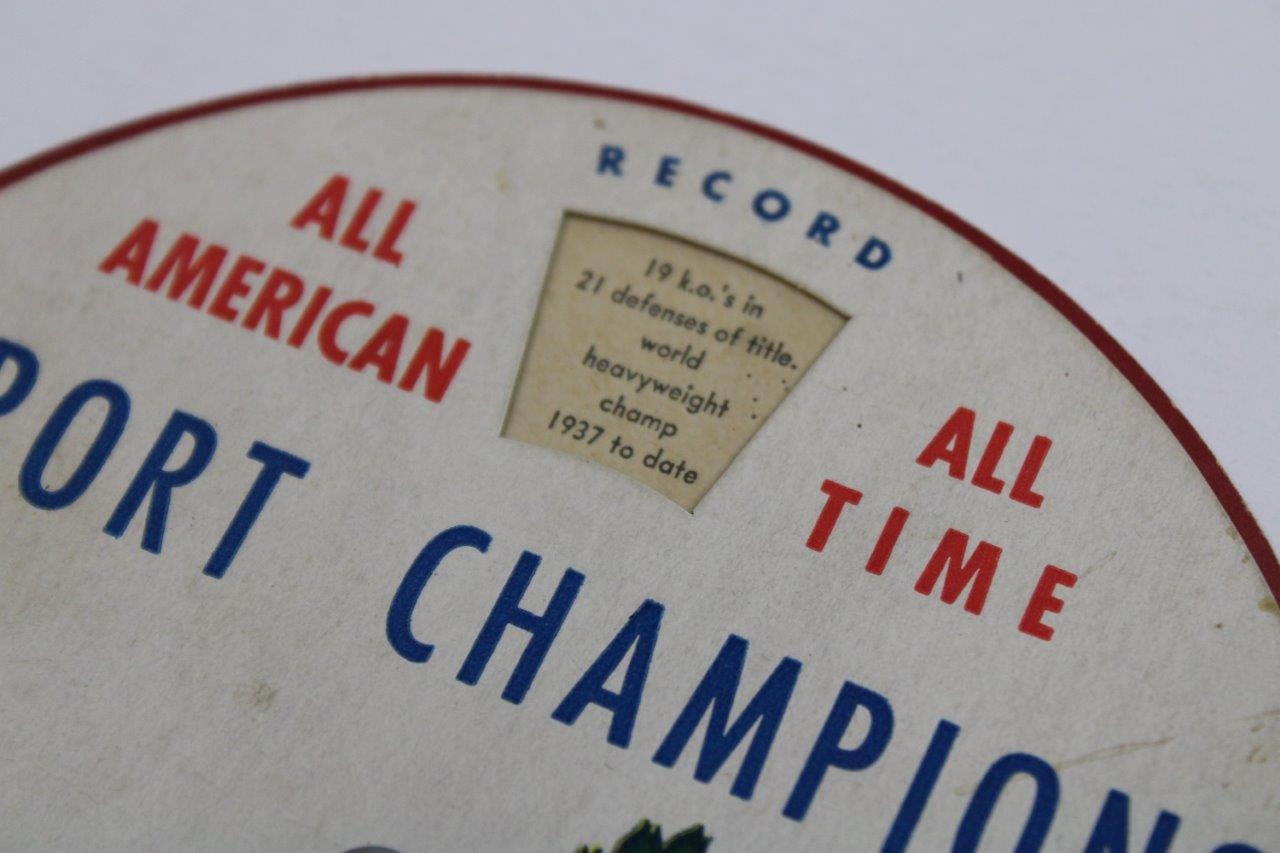 RECORD
ALL
AMERICAN
19 k.o.'s in
21 defenses of title.
world
heavyweight
champ
1937 to date
ALL
TIME
PORT CHAMPION